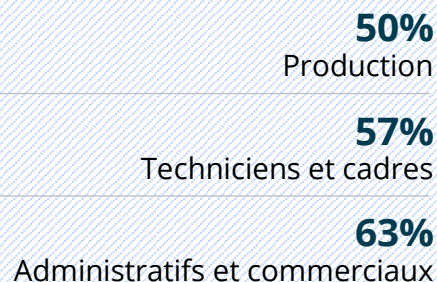 50%
Production
57%
Techniciens et cadres
63%
Administratifs et commerciaux